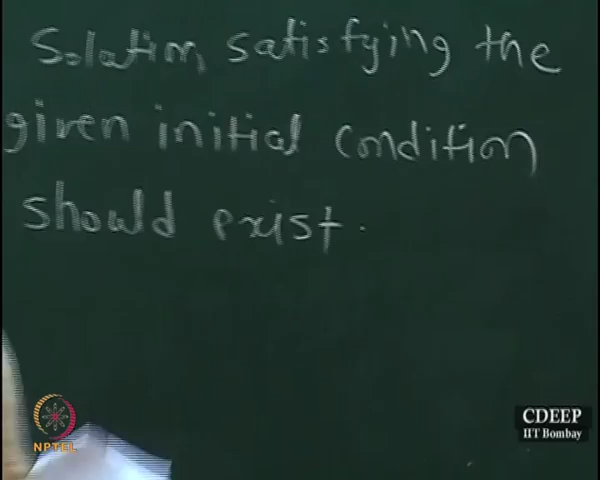 Solution satisfying the
given initial condition
should exist.
NPTEL
CDEEP
IIT Bombay